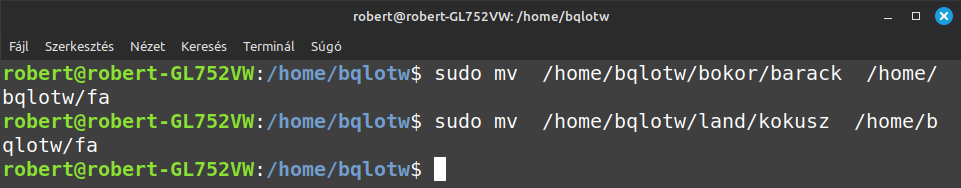 robert@robert-GL752VW: /home/bqlotw
Fájl Szerkesztés Nézet Keresés Terminál Súgó
robert@robert-GL752VW:/home/bqlotw$ sudo mv  /home/bqlotw/bokor/barack  /home/
bqlotw/fa
robert@robert-GL752VW:/home/bqlotw$ sudo mv  /home/bqlotw/land/kokusz  /home/b
qlotw/fa
robert@robert-GL752VW:/home/bqlotw$